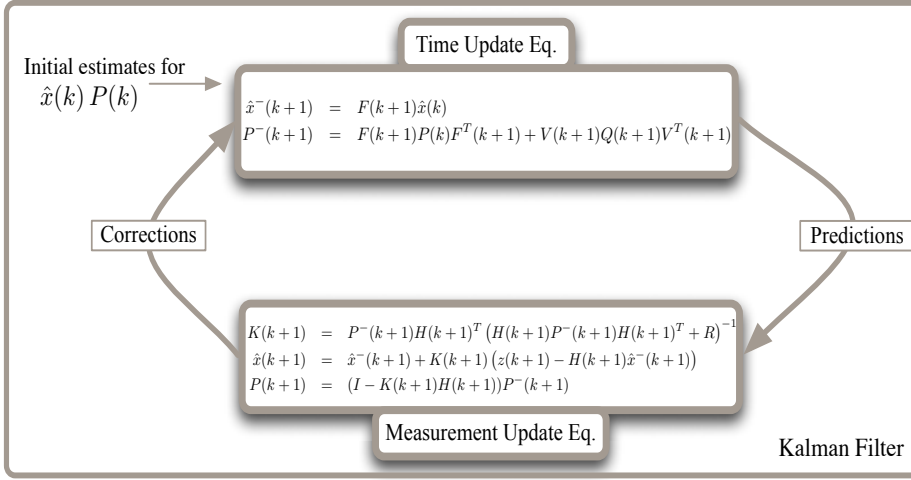 Time Update Eq.
Initial estimates for
x̂(k) P(k)
x̂⁻(k+1) = F(k+1)x̂(k)
P⁻(k+1) = F(k+1)P(k)Fᵀ(k+1) + V(k+1)Q(k+1)Vᵀ(k+1)
Corrections
Predictions
K(k+1) = P⁻(k+1)H(k+1)ᵀ (H(k+1)P⁻(k+1)H(k+1)ᵀ + R)⁻¹
x̂(k+1) = x̂⁻(k+1) + K(k+1) (z(k+1) − H(k+1)x̂⁻(k+1))
P(k+1) = (I − K(k+1)H(k+1))P⁻(k+1)
Measurement Update Eq.
Kalman Filter